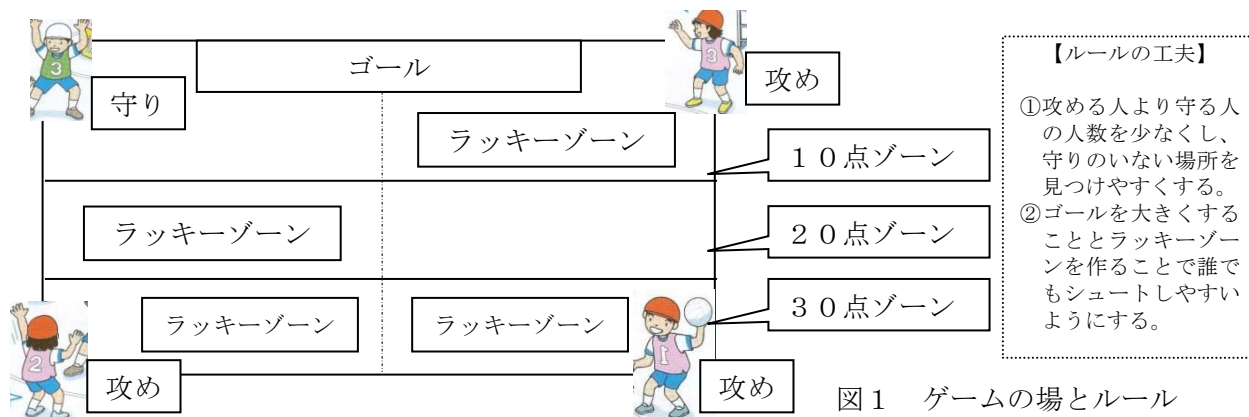 ゴール
3
守り
3
攻め
ラッキーゾーン
10点ゾーン
ラッキーゾーン
20点ゾーン
ラッキーゾーン
ラッキーゾーン
30点ゾーン
2
攻め
1
攻め
【ルールの工夫】
①攻める人より守る人
の人数を少なくし、
守りのいない場所を
見つけやすくする。
②ゴールを大きくする
こととラッキーゾー
ンを作ることで誰で
もシュートしやすい
ようにする。
図1 ゲームの場とルール